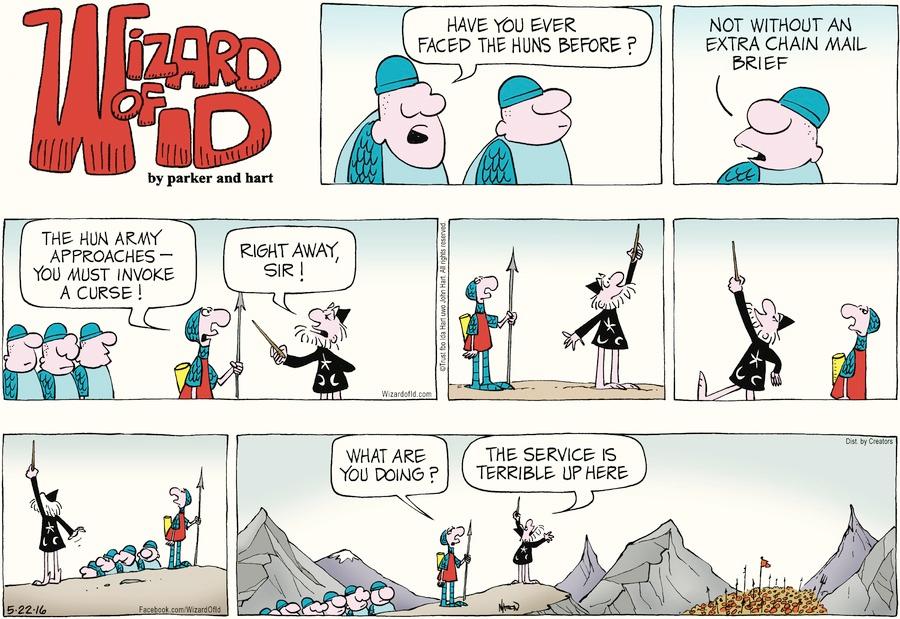 WIZARD
OF
ID
by parker and hart
HAVE YOU EVER
FACED THE HUNS BEFORE?
NOT WITHOUT AN
EXTRA CHAIN MAIL
BRIEF
THE HUN ARMY
APPROACHES—
YOU MUST INVOKE
A CURSE!
RIGHT AWAY,
SIR!
Wizardofid.com
©Trust fbo Ida Hart uwo John Hart. All rights reserved.
5-22-16
Facebook.com/WizardOfId
WHAT ARE
YOU DOING?
THE SERVICE IS
TERRIBLE UP HERE
Dist. by Creators